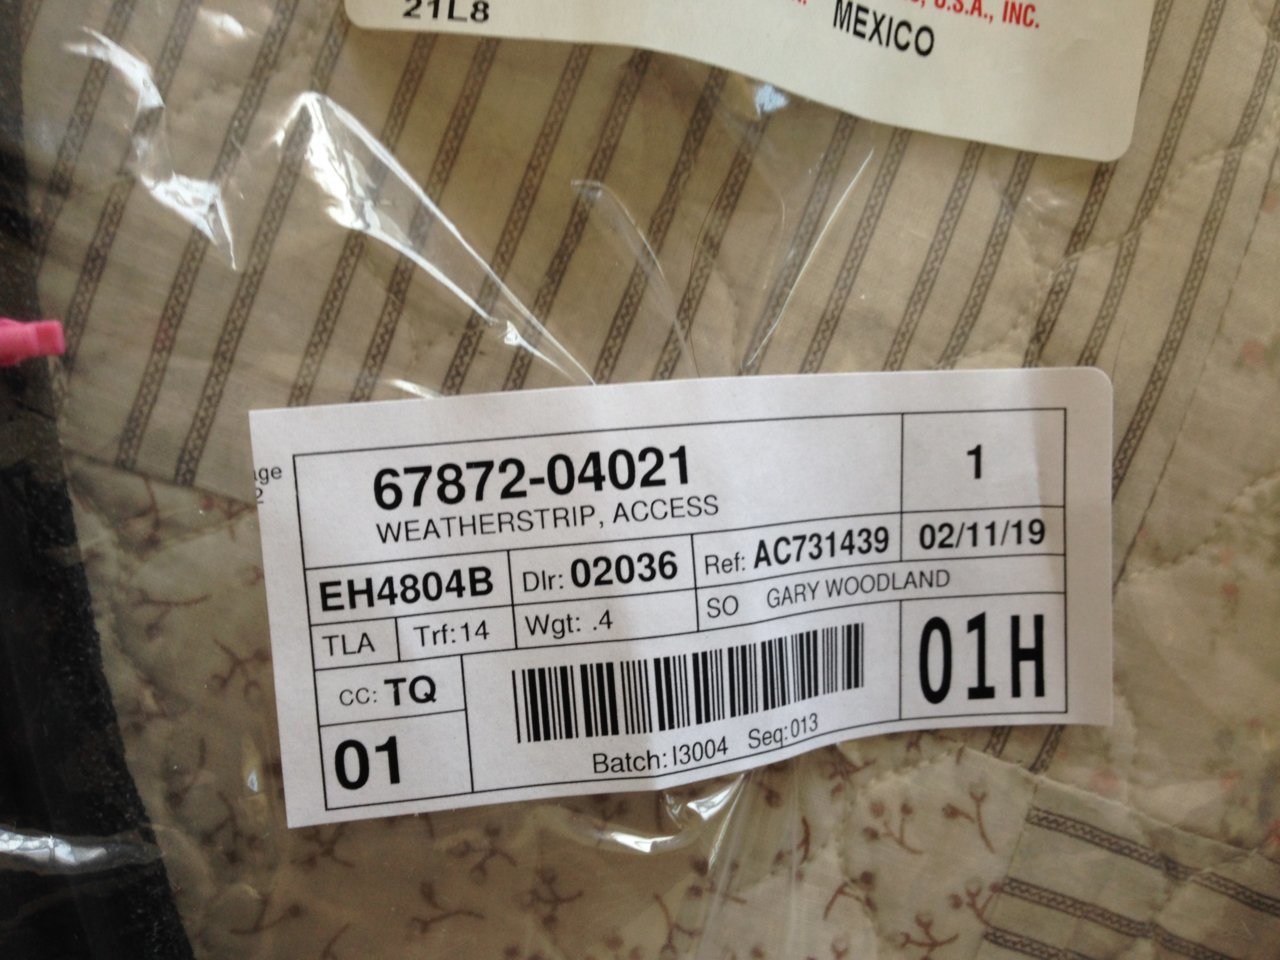 21L8
U.S.A., INC.
MEXICO
67872-04021
1
WEATHERSTRIP, ACCESS
EH4804B
Dlr: 02036
Ref: AC731439
02/11/19
TLA
Trf:14
Wgt: .4
SO GARY WOODLAND
CC: TQ
01H
01
Batch:I3004 Seq:013